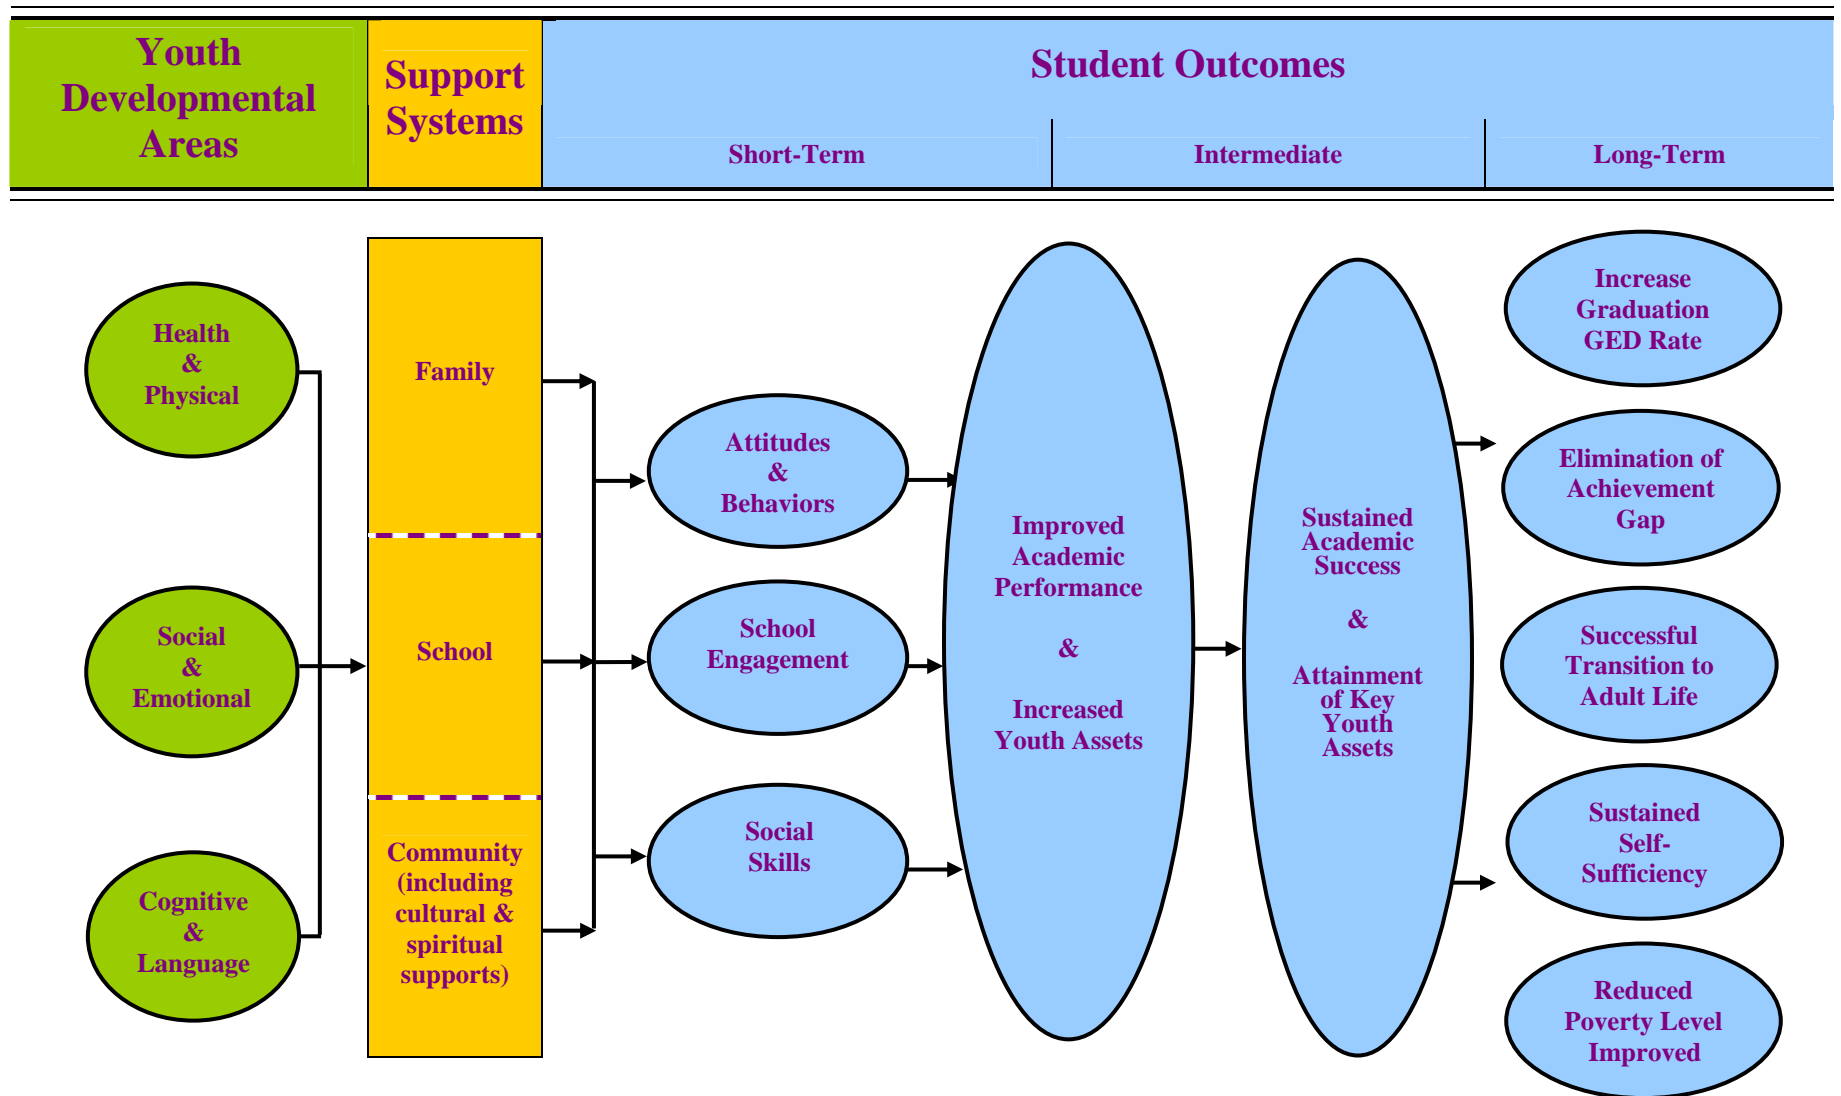 Youth
Developmental
Areas
Support
Systems
Student Outcomes
Short-Term
Intermediate
Long-Term
Health
&
Physical
Social
&
Emotional
Cognitive
&
Language
Family
School
Community
(including
cultural &
spiritual
supports)
Attitudes
&
Behaviors
School
Engagement
Social
Skills
Improved
Academic
Performance
&
Increased
Youth Assets
Sustained
Academic
Success
&
Attainment
of Key
Youth
Assets
Increase
Graduation
GED Rate
Elimination of
Achievement
Gap
Successful
Transition to
Adult Life
Sustained
Self-
Sufficiency
Reduced
Poverty Level
Improved